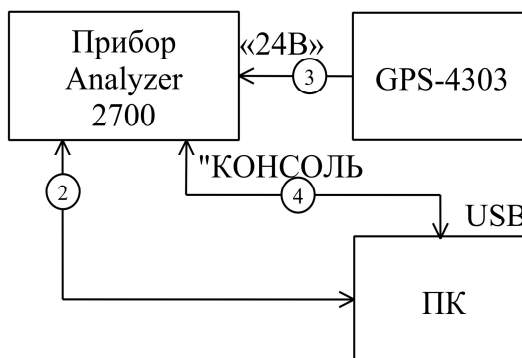 Прибор
Analyzer
2700
«24В»
3
GPS-4303
2
"КОНСОЛЬ
4
USB
ПК